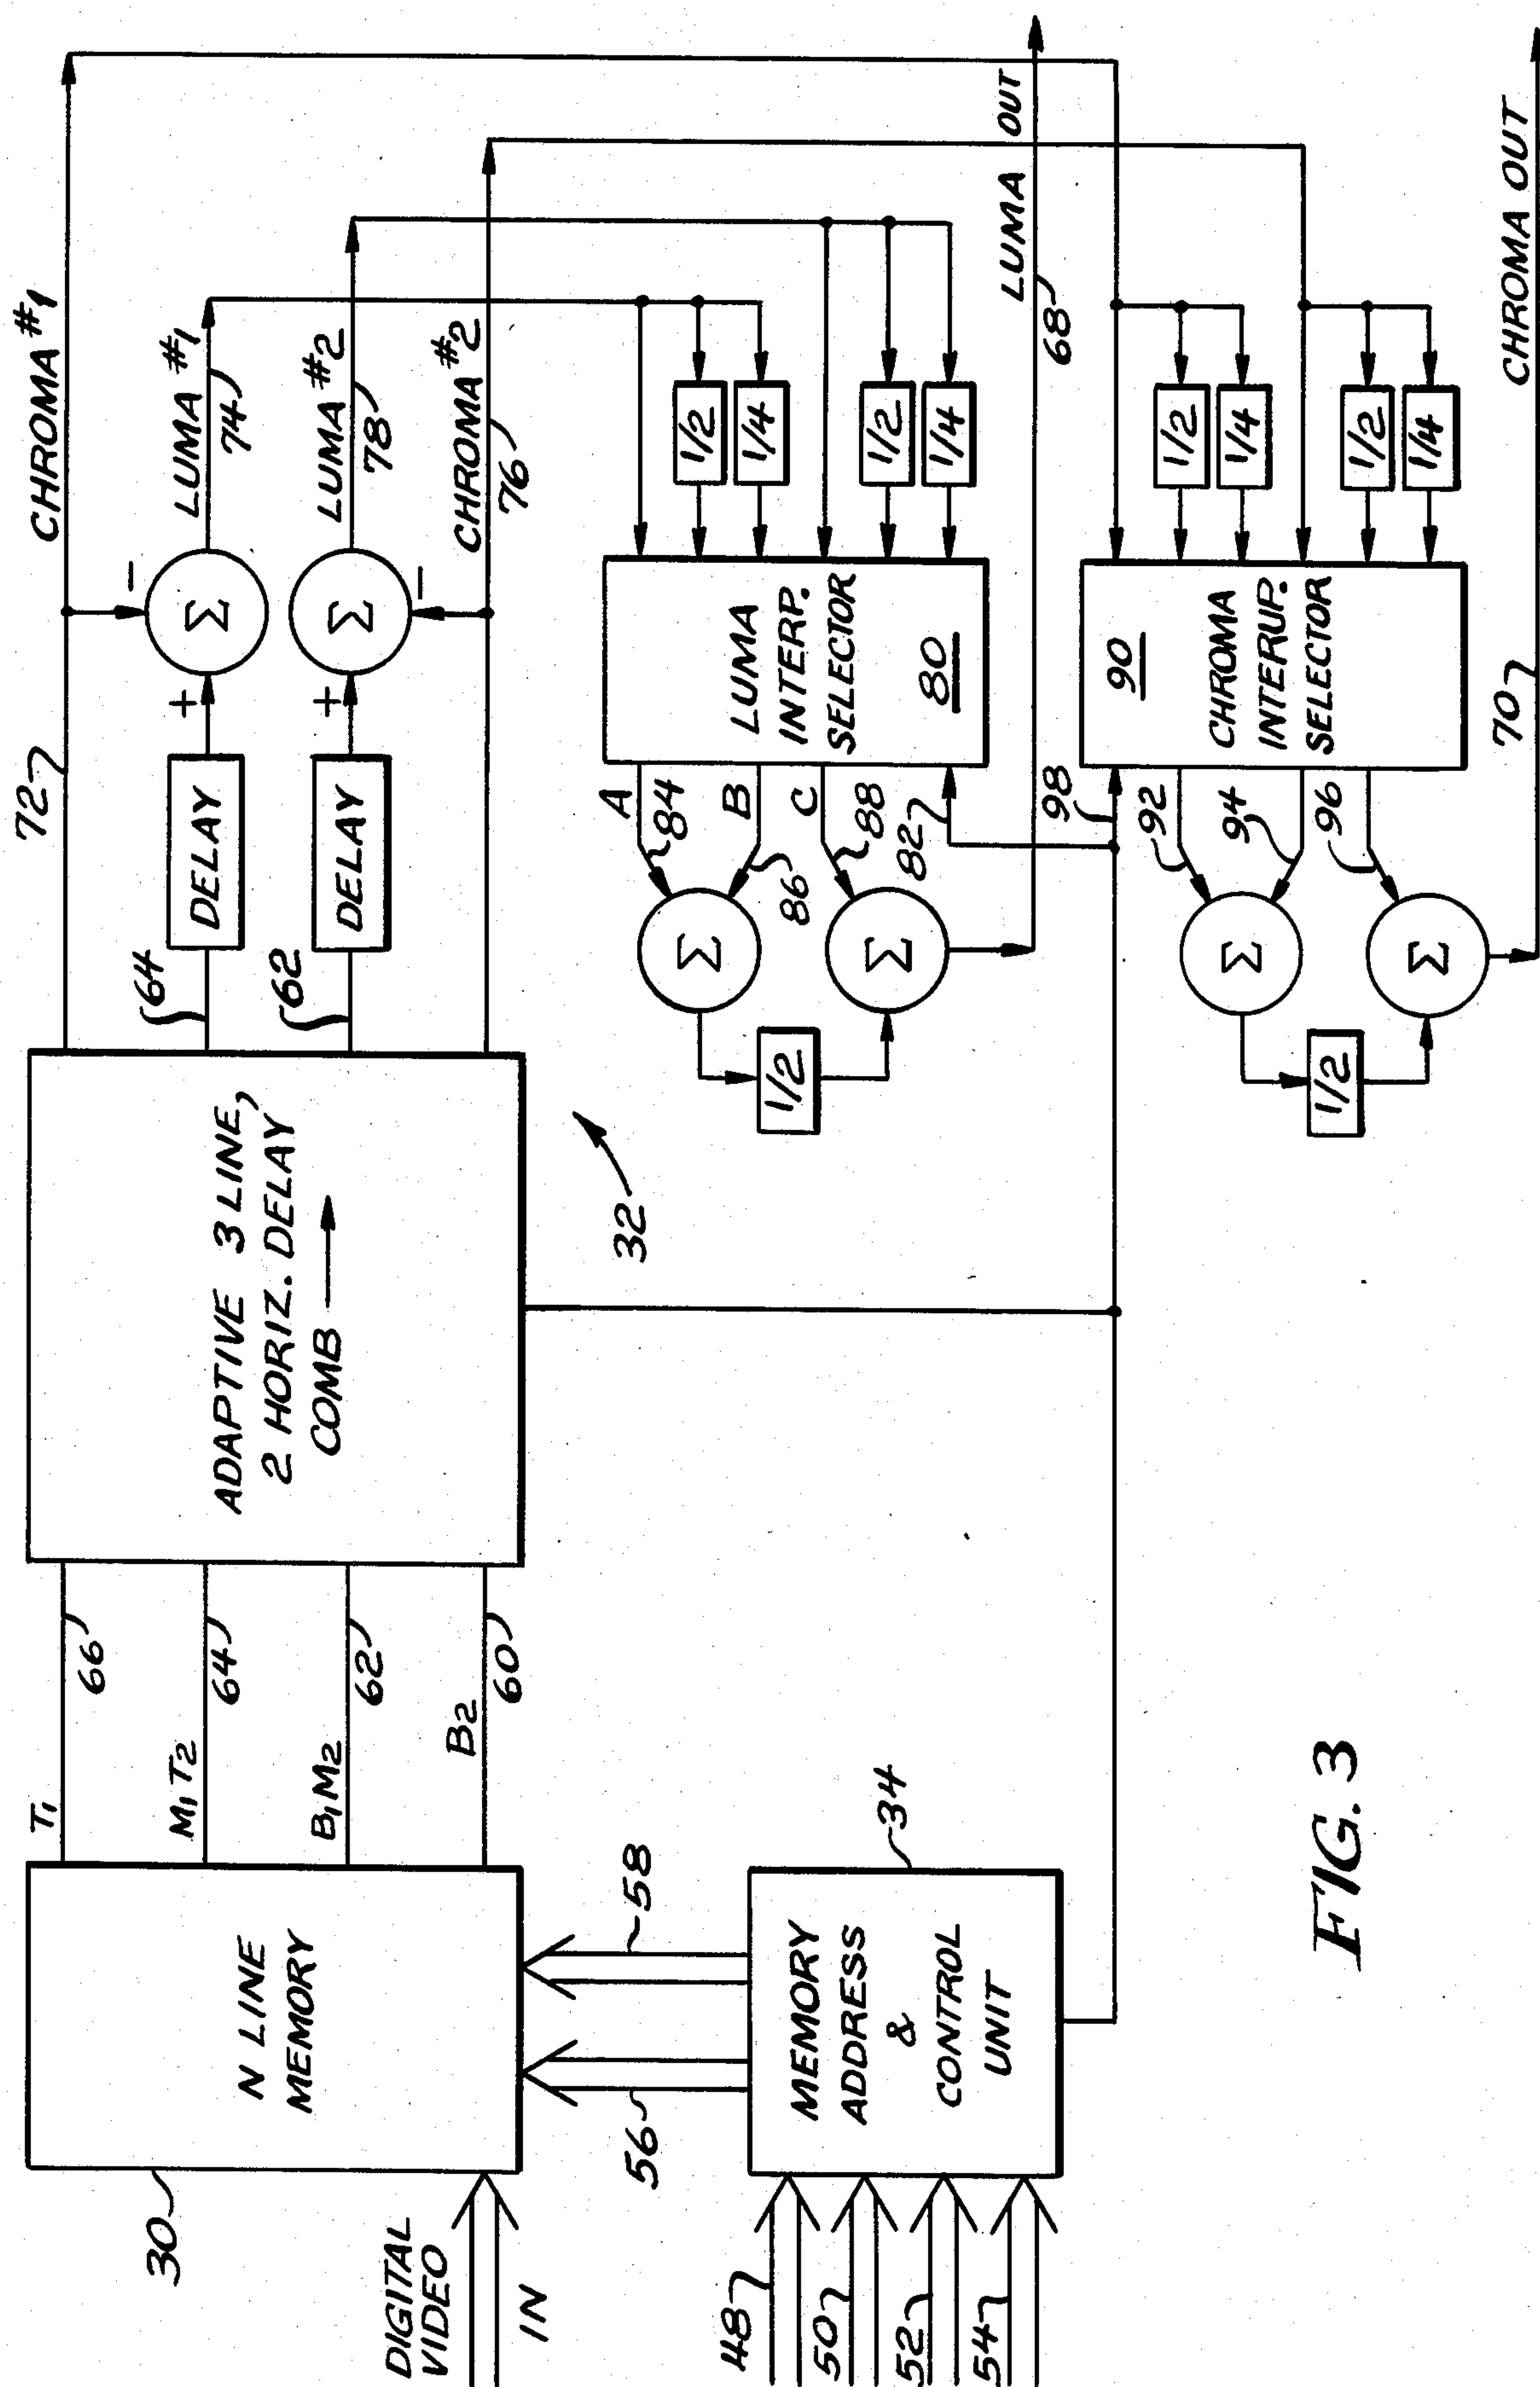 CHROMA #1
72
64
DELAY
+
−
Σ
LUMA #1
74
62
DELAY
+
−
Σ
LUMA #2
78
CHROMA #2
76
T1
66
M1T2
64
B1M2
62
B2
60
N LINE
MEMORY
30
DIGITAL
VIDEO
IN
ADAPTIVE 3 LINE,
2 HORIZ. DELAY
COMB
32
56
58
MEMORY
ADDRESS
&
CONTROL
UNIT
34
48
50
52
54
1/2
Σ
Σ
A
84
B
86
C
88
82
LUMA
INTERP.
SELECTOR
80
1/2
1/4
1/2
1/4
LUMA OUT
68
98
90
CHROMA
INTERUP.
SELECTOR
92
94
96
Σ
Σ
1/2
1/2
1/4
1/2
1/4
70
CHROMA OUT
FIG. 3